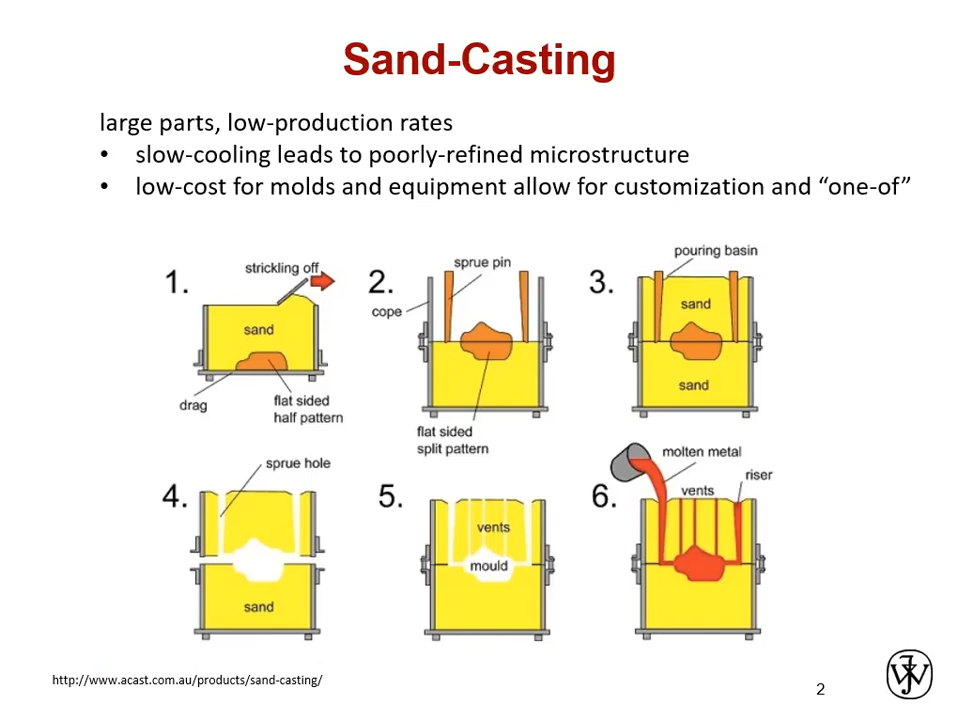 Sand-Casting
large parts, low-production rates
• slow-cooling leads to poorly-refined microstructure
• low-cost for molds and equipment allow for customization and “one-of”
1.
strickling off
sand
drag
flat sided
half pattern
2.
sprue pin
cope
flat sided
split pattern
3.
pouring basin
sand
sand
4.
sprue hole
sand
5.
vents
mould
6.
molten metal
vents
riser
http://www.acast.com.au/products/sand-casting/
2
JW